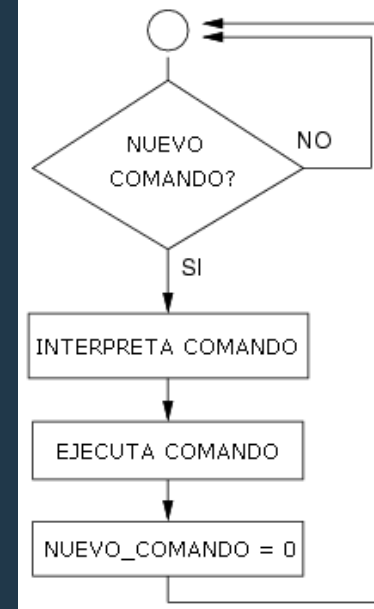 NUEVO
COMANDO?
NO
SI
INTERPRETA COMANDO
EJECUTA COMANDO
NUEVO_COMANDO = 0